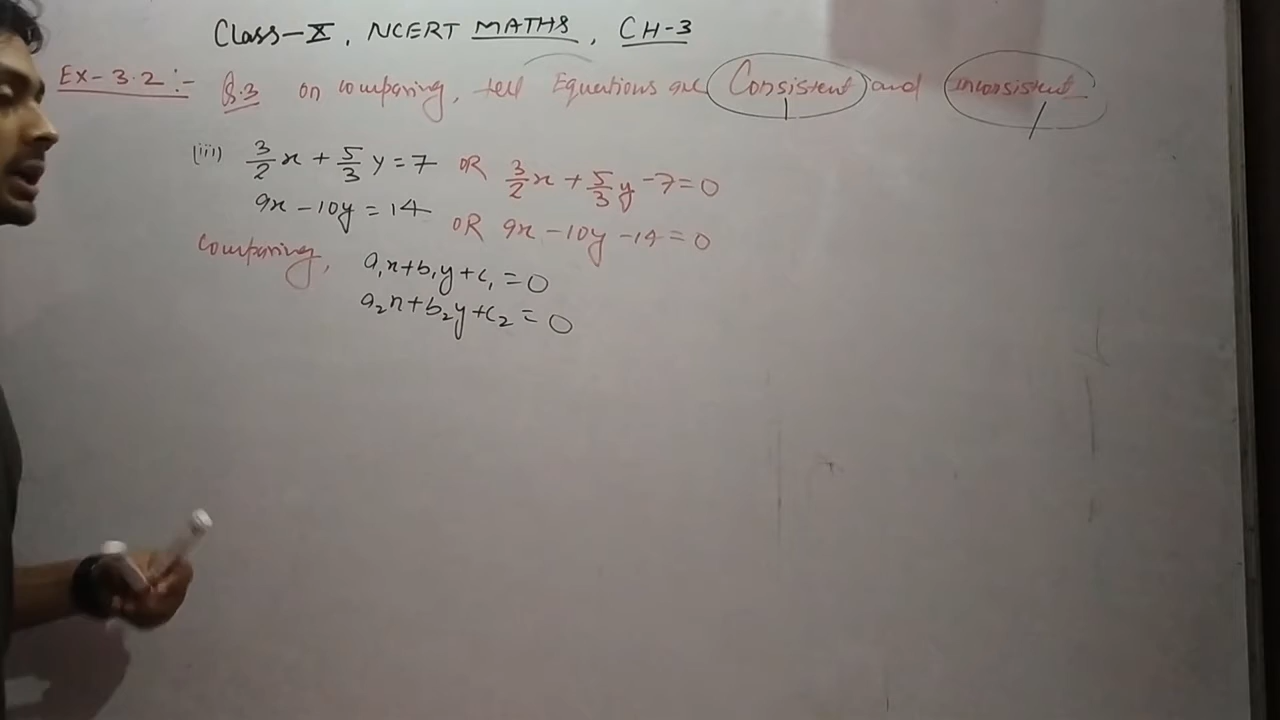 Class-X, NCERT MATHS, CH-3
EX-3.2:- Q.3 on comparing, tell Equations are Consistent and inconsistent
(iii) 3/2 x + 5/3 y = 7 OR 3/2 x + 5/3 y - 7 = 0
9x - 10y = 14 OR 9x - 10y - 14 = 0
Comparing, a₁x + b₁y + c₁ = 0
a₂x + b₂y + c₂ = 0